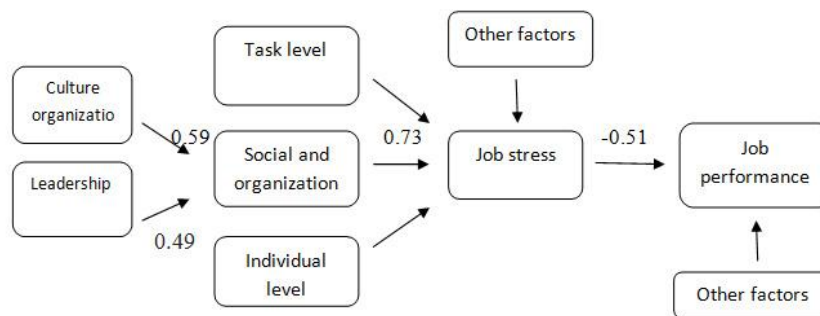 Task level
Other factors
Culture
organizatio
0.59
0.73
-0.51
Social and
organization
Job stress
Job
performance
Leadership
0.49
Individual
level
Other factors